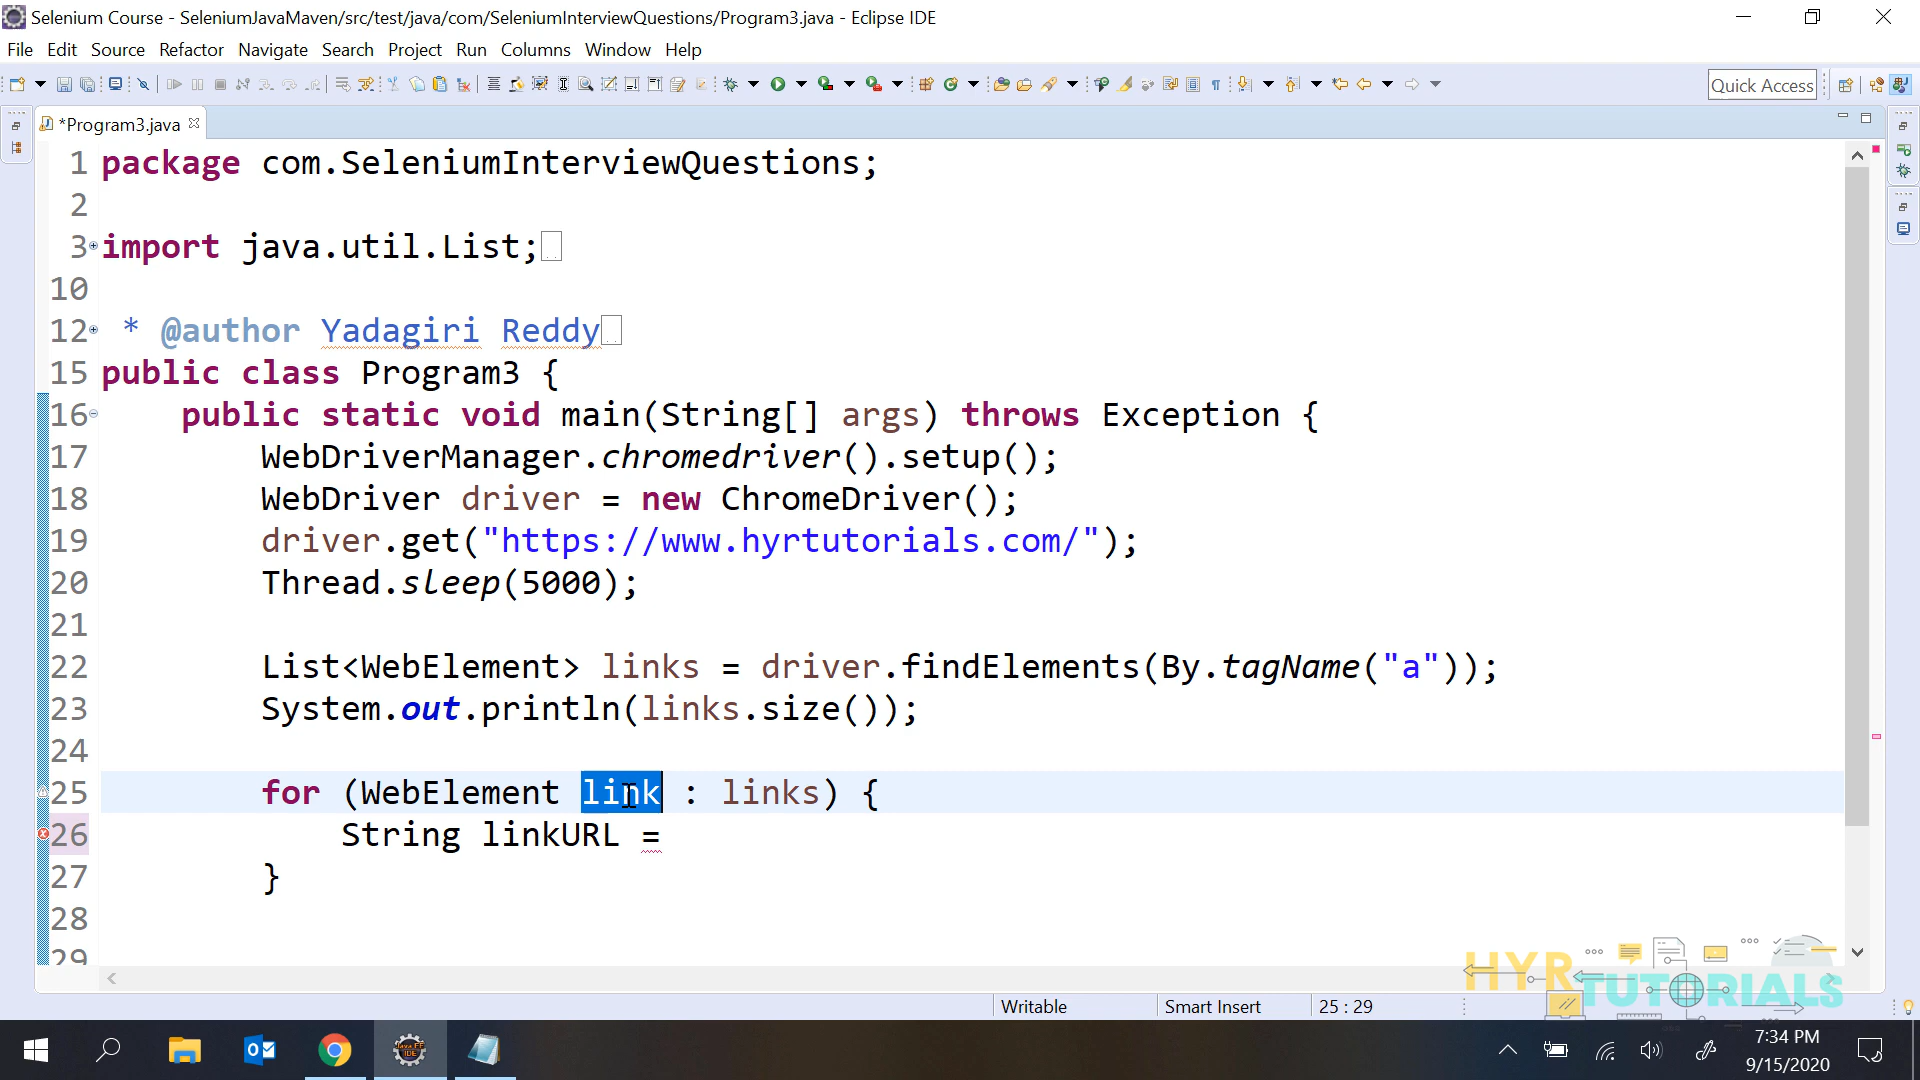 Selenium Course - SeleniumJavaMaven/src/test/java/com/SeleniumInterviewQuestions/Program3.java - Eclipse IDE
File Edit Source Refactor Navigate Search Project Run Columns Window Help
Quick Access
*Program3.java
1 package com.SeleniumInterviewQuestions;
2
3 import java.util.List;
10
12 * @author Yadagiri Reddy
15 public class Program3 {
16 public static void main(String[] args) throws Exception {
17 WebDriverManager.chromedriver().setup();
18 WebDriver driver = new ChromeDriver();
19 driver.get("https://www.hyrtutorials.com/");
20 Thread.sleep(5000);
21
22 List<WebElement> links = driver.findElements(By.tagName("a"));
23 System.out.println(links.size());
24
25 for (WebElement link : links) {
26 String linkURL =
27 }
28
29
HYR TUTORIALS
Writable Smart Insert 25 : 29
7:34 PM
9/15/2020